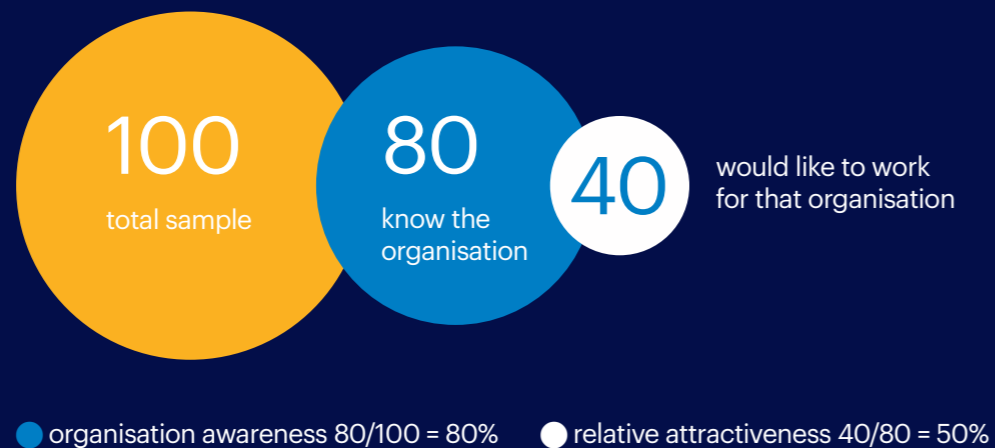 100
total sample
80
know the
organisation
40
would like to work
for that organisation
organisation awareness 80/100 = 80%
relative attractiveness 40/80 = 50%